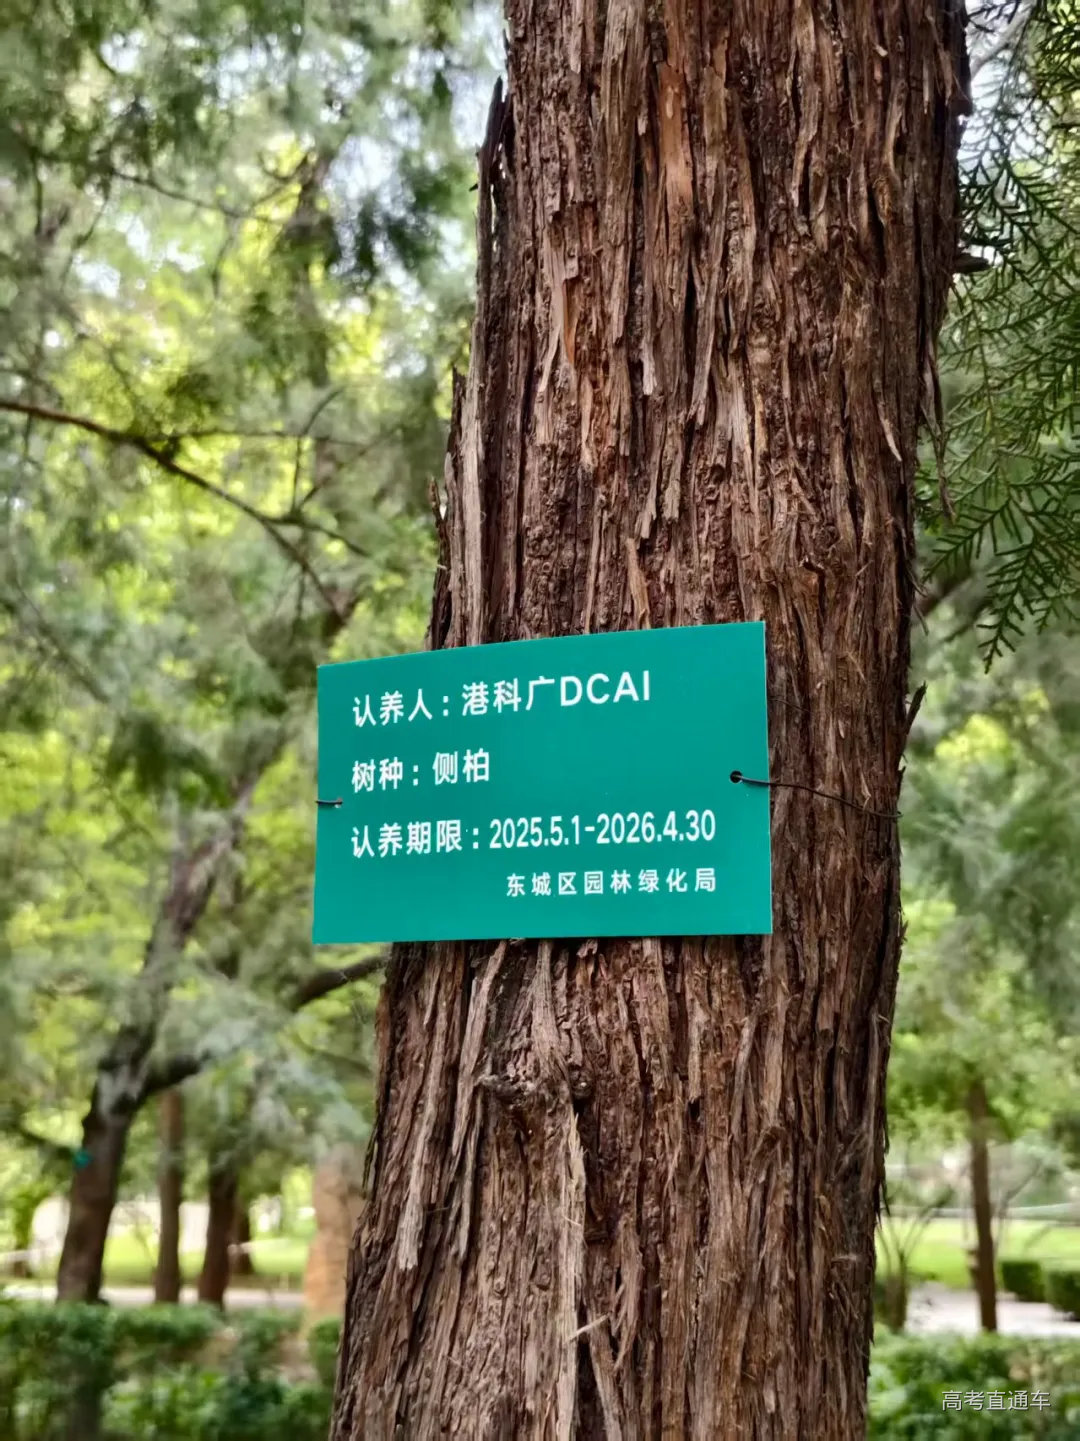 认养人：港科广DCAI
树种：侧柏
认养期限：2025.5.1-2026.4.30
东城区园林绿化局
高考直通车